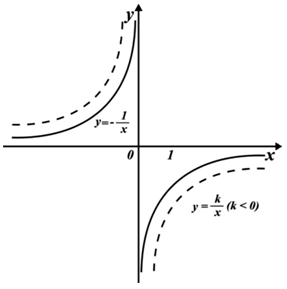 y
y=-1/x
0
1
x
y = k/x (k < 0)